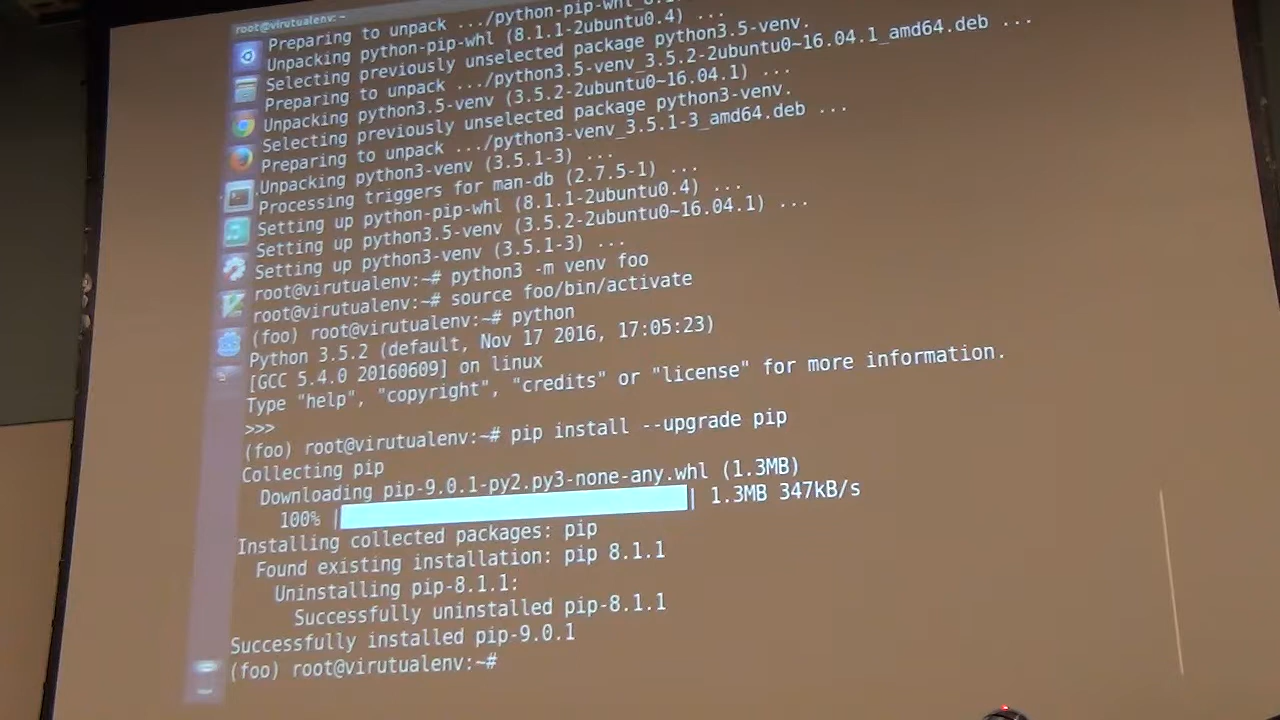 root@virutualenv: ~
Preparing to unpack .../python-pip-whl_8.1.
Unpacking python-pip-whl (8.1.1-2ubuntu0.4) ...
Selecting previously unselected package python3.5-venv.
Preparing to unpack .../python3.5-venv_3.5.2-2ubuntu0~16.04.1_amd64.deb ...
Unpacking python3.5-venv (3.5.2-2ubuntu0~16.04.1) ...
Selecting previously unselected package python3-venv.
Preparing to unpack .../python3-venv_3.5.1-3_amd64.deb ...
Unpacking python3-venv (3.5.1-3) ...
Processing triggers for man-db (2.7.5-1) ...
Setting up python-pip-whl (8.1.1-2ubuntu0.4) ...
Setting up python3.5-venv (3.5.2-2ubuntu0~16.04.1) ...
Setting up python3-venv (3.5.1-3) ...
root@virutualenv:~# python3 -m venv foo
root@virutualenv:~# source foo/bin/activate
(foo) root@virutualenv:~# python
Python 3.5.2 (default, Nov 17 2016, 17:05:23)
[GCC 5.4.0 20160609] on linux
Type "help", "copyright", "credits" or "license" for more information.
>>>
(foo) root@virutualenv:~# pip install --upgrade pip
Collecting pip
Downloading pip-9.0.1-py2.py3-none-any.whl (1.3MB)
100% |████████████████████████████████| 1.3MB 347kB/s
Installing collected packages: pip
Found existing installation: pip 8.1.1
Uninstalling pip-8.1.1:
Successfully uninstalled pip-8.1.1
Successfully installed pip-9.0.1
(foo) root@virutualenv:~#